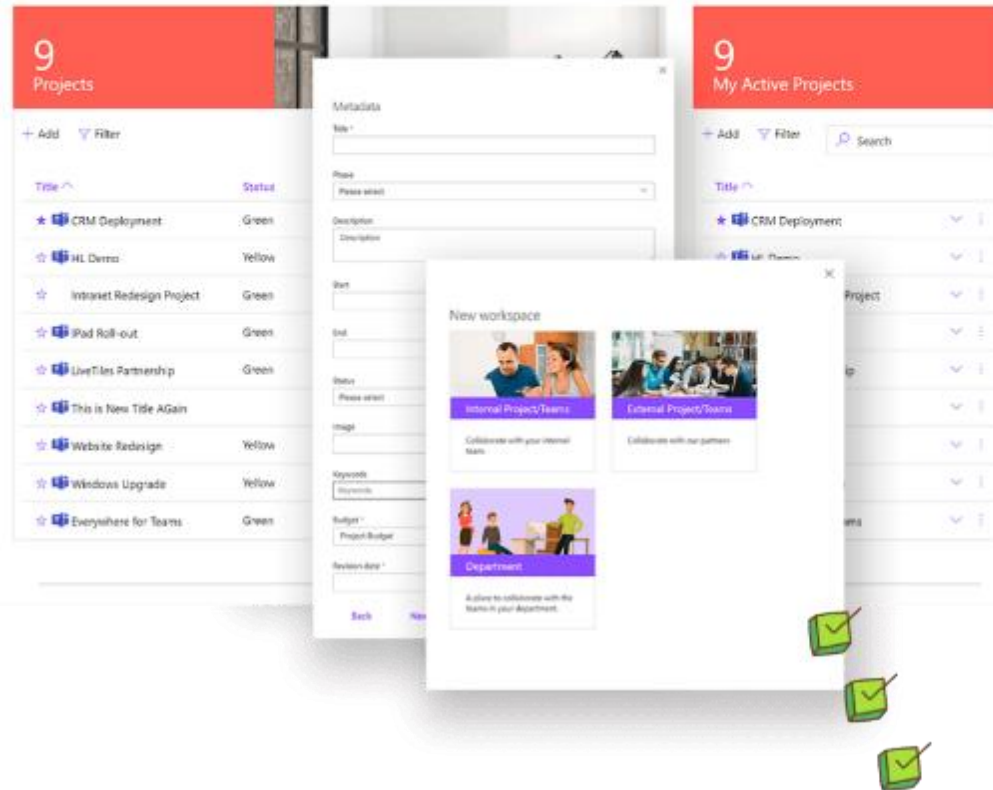 9
Projects
+ Add Filter
Title Status
CRM Deployment Green
HL Demo Yellow
Intranet Redesign Project Green
IPad Roll-out Green
LiveTiles Partnership Green
This is New Title AGain
Website Redesign Yellow
Windows Upgrade Yellow
Everywhere for Teams Green
Metadata
Title *
Phase
Please select
Description
Description
Start
End
Status
Please select
Image
Keywords
Keywords
Budget *
Project Budget
Revision date *
Back
New workspace
Internal Project/Teams
Collaborate with your internal
team.
External Project/Teams
Collaborate with our partners
Department
A place to collaborate with the
teams in your department.
9
My Active Projects
+ Add Filter Search
Title
CRM Deployment
HL Demo
Project